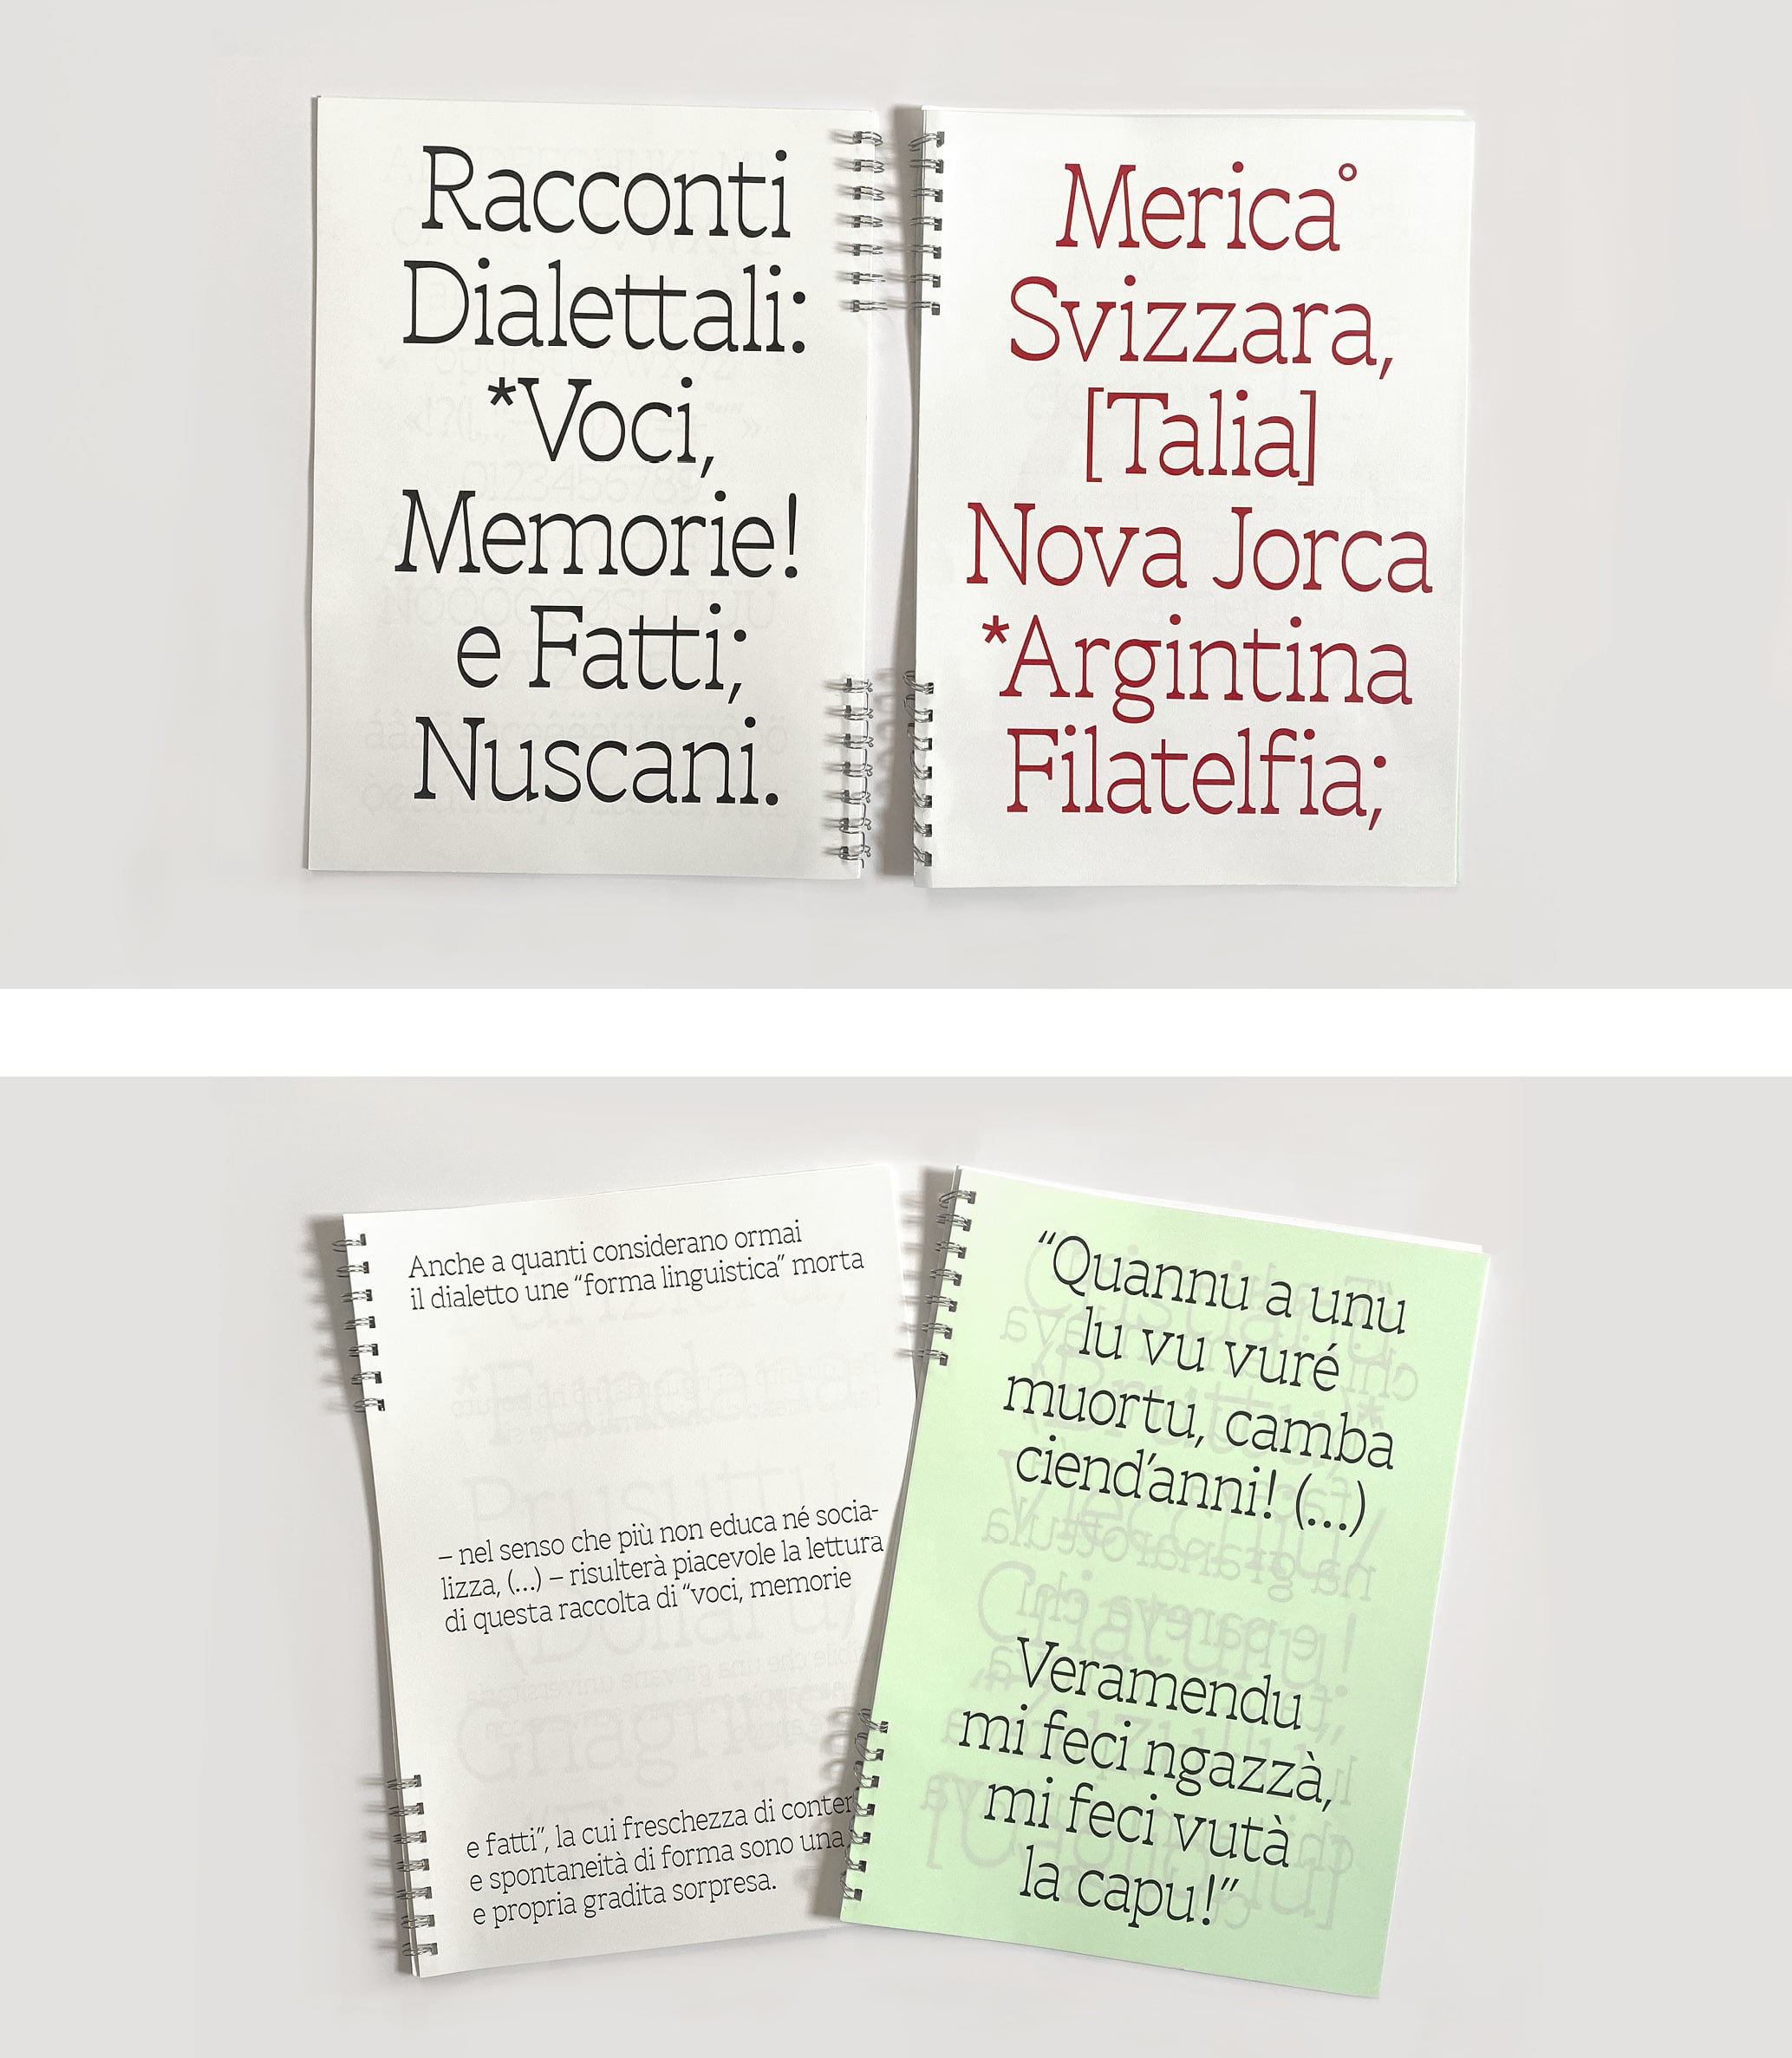 Racconti
Dialettali:
*Voci,
Memorie!
e Fatti;
Nuscani.
Merica°
Svizzara,
[Talia]
Nova Jorca
*Argintina
Filatelfia;
Anche a quanti considerano ormai
il dialetto une “forma linguistica” morta
– nel senso che più non educa né socia-
lizza, (...) – risulterà piacevole la lettura
di questa raccolta di “voci, memorie
e fatti”, la cui freschezza di
e spontaneità di forma sono una
e propria gradita sorpresa.
“Quannu a unu
lu vu vuré
muortu, camba
ciend’anni! (...)
Veramendu
mi feci ngazzà,
mi feci vutà
la capu!”